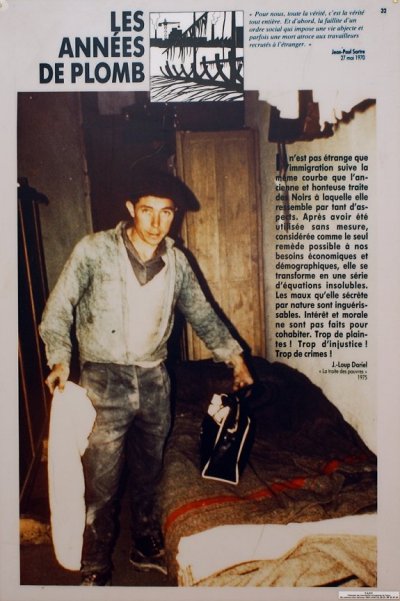 LES
ANNÉES
DE PLOMB
« Pour nous, toute la vérité, c'est la vérité
tout entière. Et d'abord, la faillite d'un
ordre social qui impose une vie abjecte et
parfois une mort atroce aux travailleurs
recrutés à l'étranger. »
Jean-Paul Sartre
27 mai 1970
22
n'est pas étrange que
l'immigration suive la
même courbe que l'an-
cienne et honteuse traite
des Noirs à laquelle elle
ressemble par tant d'as-
pects. Après avoir été
utilisée sans mesure,
considérée comme le seul
remède possible à nos
besoins économiques et
démographiques, elle se
transforme en une série
d'équations insolubles.
Les maux qu'elle sécrète
par nature sont inguéris-
sables. Intérêt et morale
ne sont pas faits pour
cohabiter. Trop de plain-
tes ! Trop d'injustice !
Trop de crimes !
J.-Loup Dariel
« La traite des pauvres »
1975